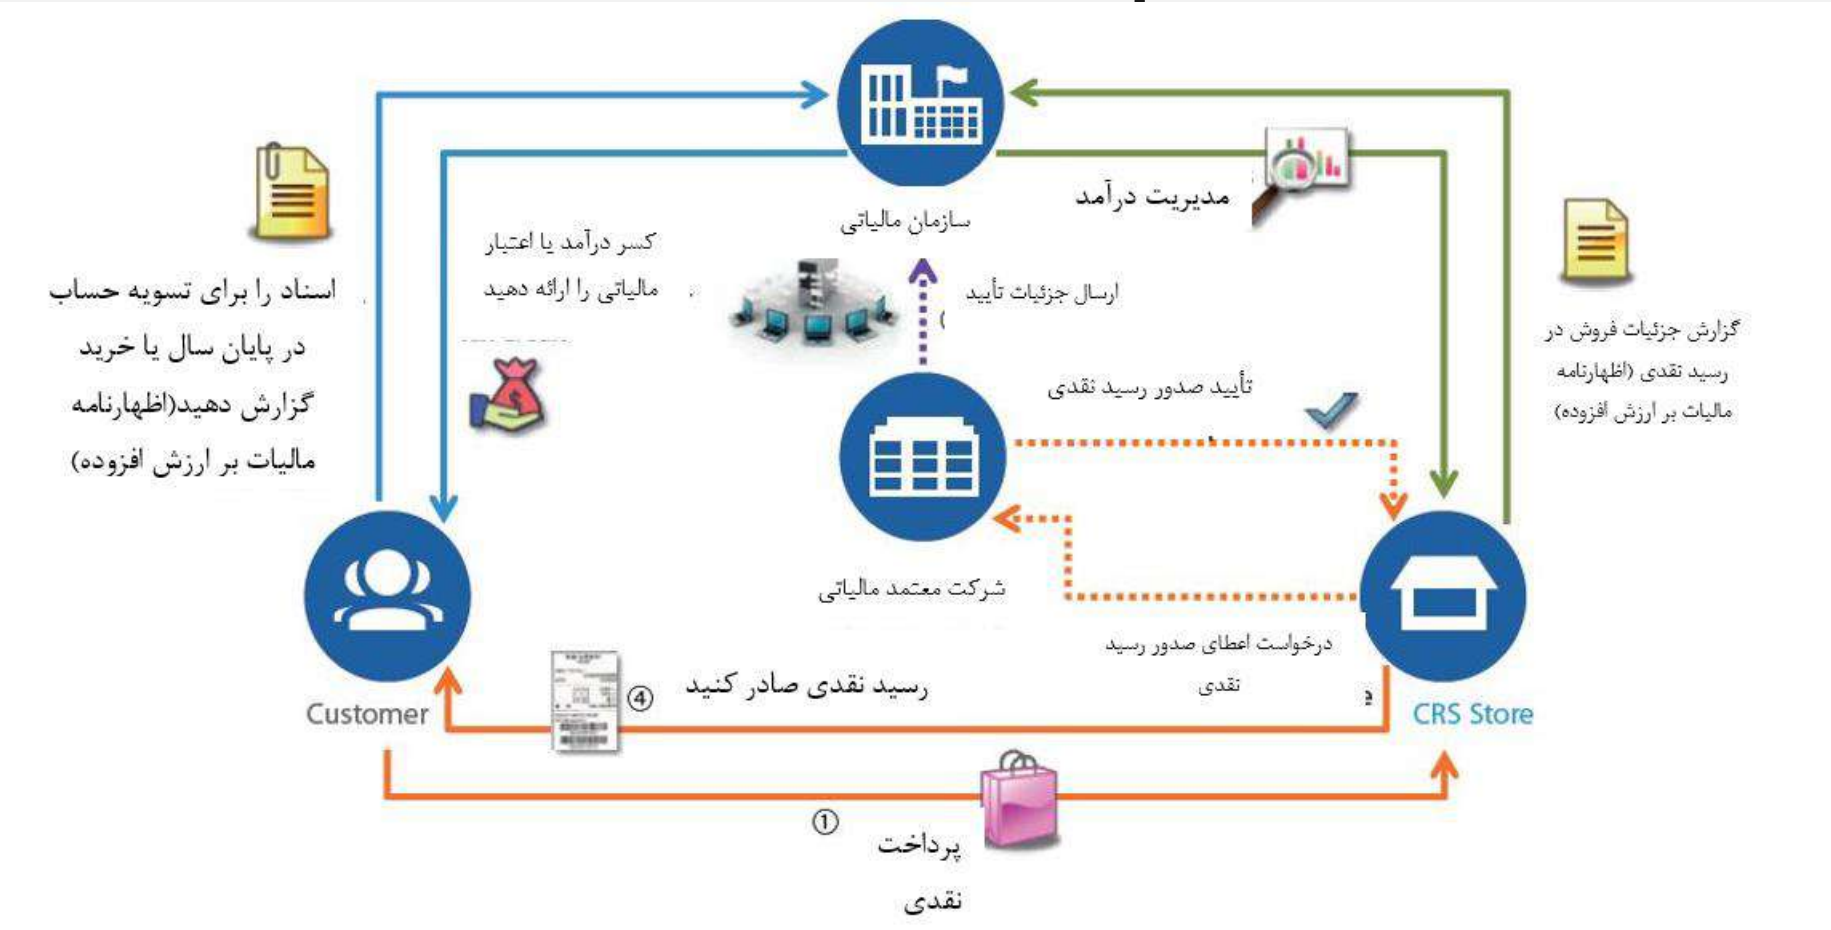 سازمان مالیاتی
مدیریت درآمد
کسر درآمد یا اعتبار
مالیاتی را ارائه دهید
اسناد را برای تسویه حساب
در پایان سال یا خرید
گزارش دهید(اظهارنامه
مالیات بر ارزش افزوده)
ارسال جزئیات تأیید
گزارش جزئیات فروش در
رسید نقدی (اظهارنامه
مالیات بر ارزش افزوده)
تأیید صدور رسید نقدی
شرکت معتمد مالیاتی
درخواست اعطای صدور رسید
نقدی
Customer
CRS Store
④ رسید نقدی صادر کنید
①
پرداخت
نقدی